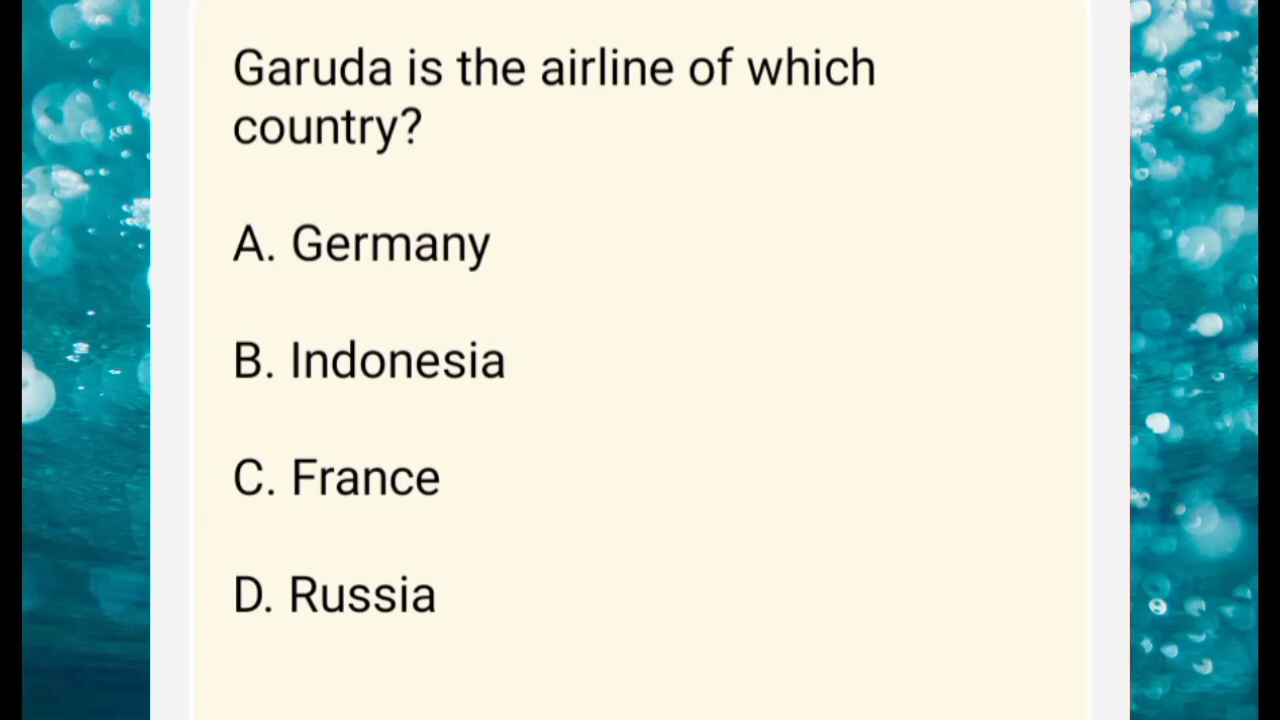 Garuda is the airline of which
country?
A. Germany
B. Indonesia
C. France
D. Russia